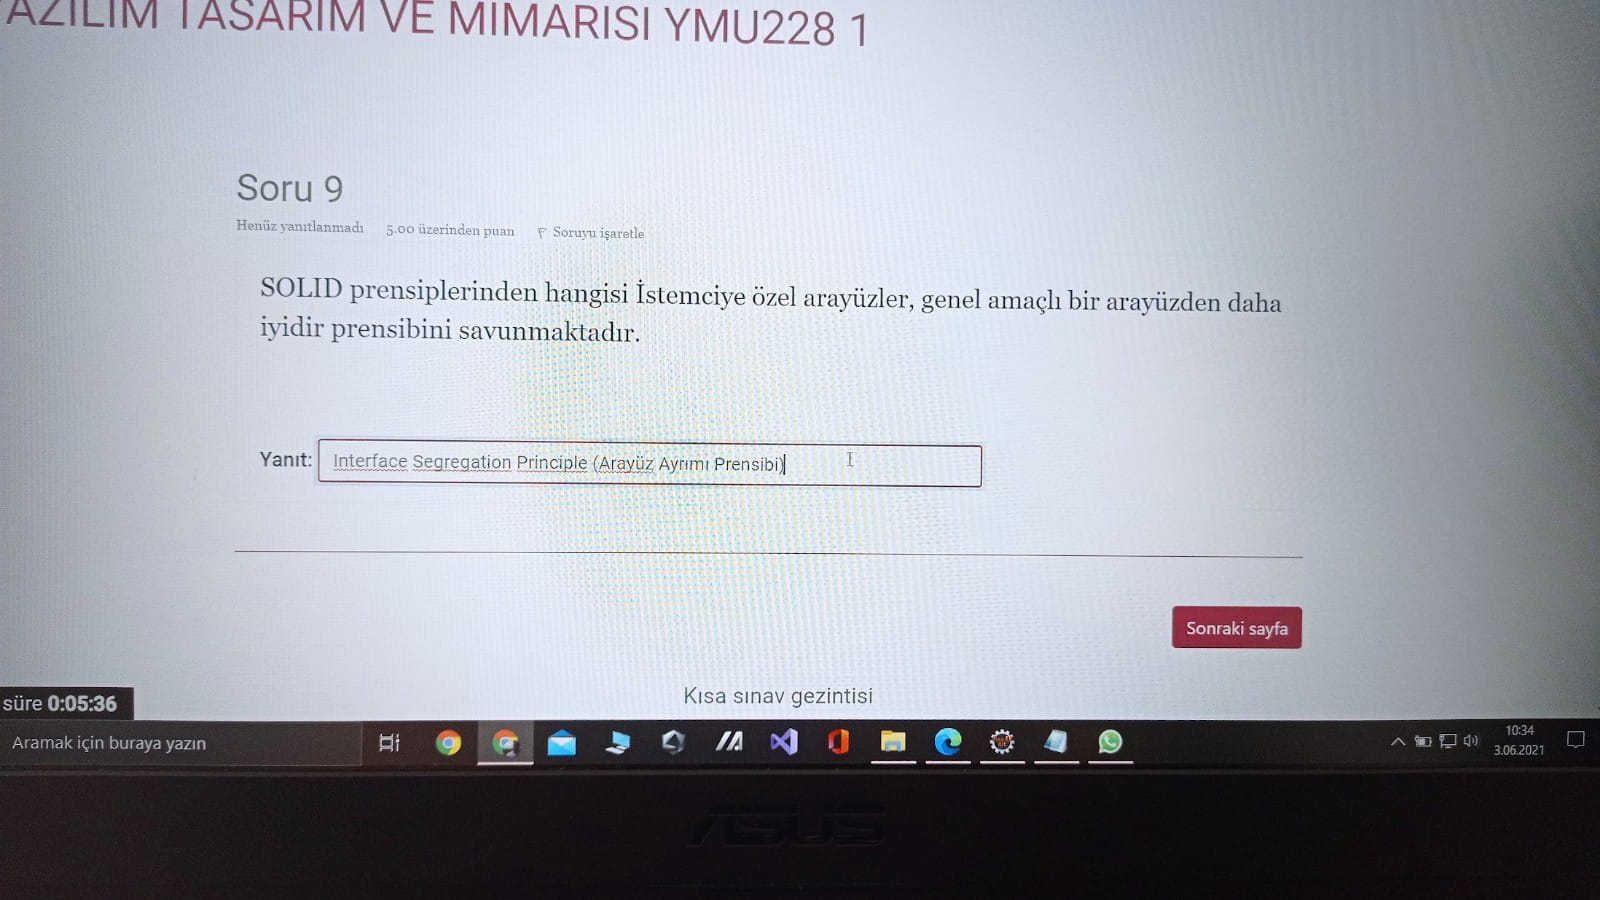 AZILIM TASARIM VE MIMARISI YMU228 1
Soru 9
Henüz yanıtlanmadı 5.00 üzerinden puan Soruyu işaretle
SOLID prensiplerinden hangisi İstemciye özel arayüzler, genel amaçlı bir arayüzden daha
iyidir prensibini savunmaktadır.
Yanıt: Interface Segregation Principle (Arayüz Ayrımı Prensibi)
Sonraki sayfa
Kısa sınav gezintisi
süre 0:05:36
Aramak için buraya yazın
10:34
3.06.2021
ASUS